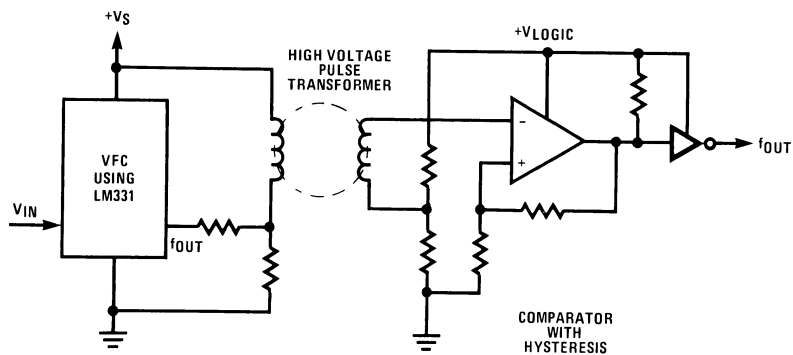 +VS
HIGH VOLTAGE
PULSE
TRANSFORMER
+VLOGIC
VFC
USING
LM331
VIN
fOUT
−
+
fOUT
COMPARATOR
WITH
HYSTERESIS